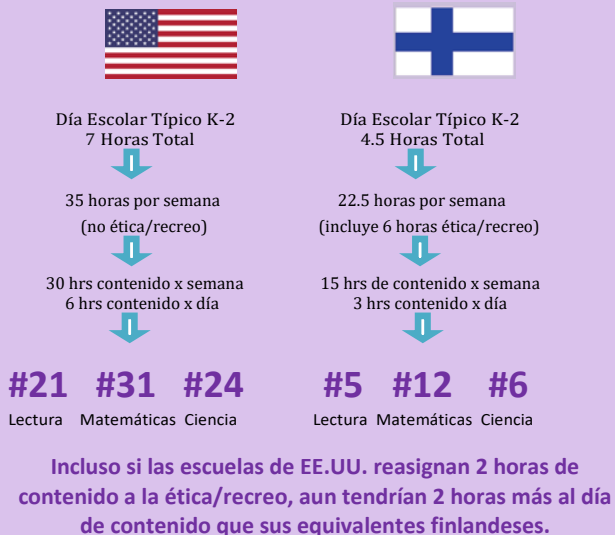 Día Escolar Típico K-2
7 Horas Total
35 horas por semana
(no ética/recreo)
30 hrs contenido x semana
6 hrs contenido x día
#21 #31 #24
Lectura Matemáticas Ciencia
Día Escolar Típico K-2
4.5 Horas Total
22.5 horas por semana
(incluye 6 horas ética/recreo)
15 hrs de contenido x semana
3 hrs contenido x día
#5 #12 #6
Lectura Matemáticas Ciencia
Incluso si las escuelas de EE.UU. reasignan 2 horas de
contenido a la ética/recreo, aun tendrían 2 horas más al día
de contenido que sus equivalentes finlandeses.